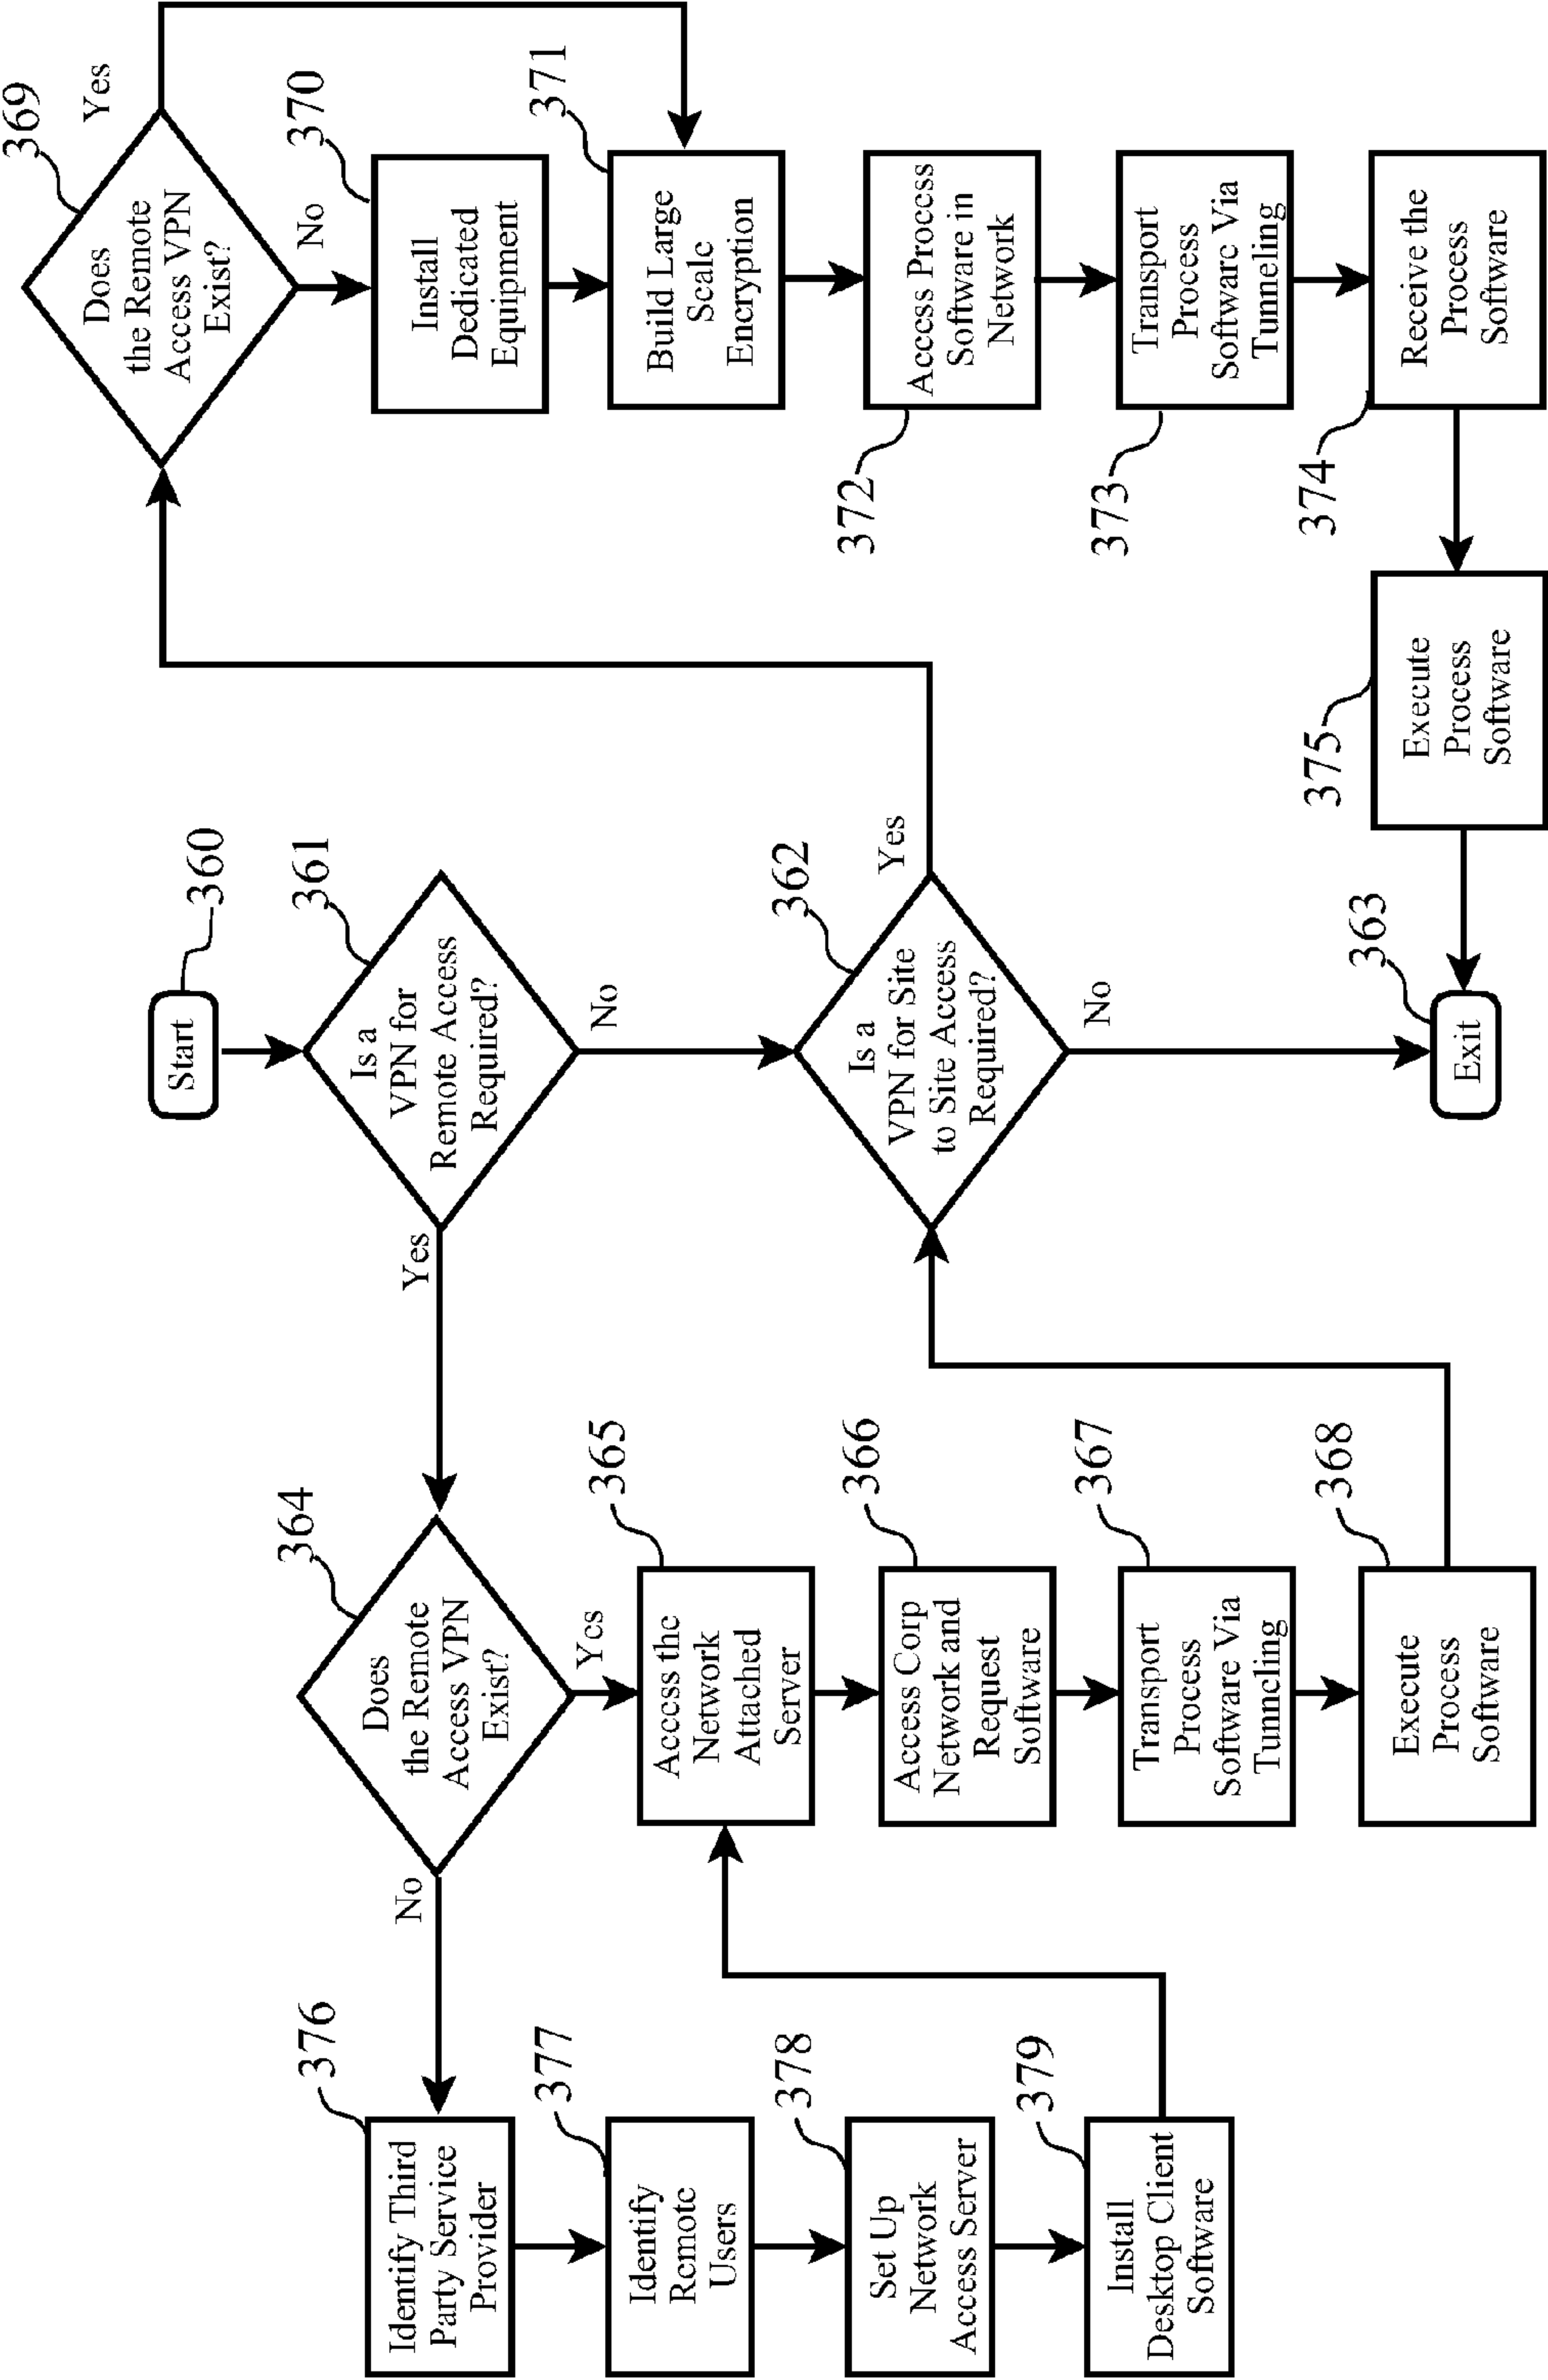 360
Start
361
Is a
VPN for
Remote Access
Required?
Yes
No
362
Is a
VPN for Site
to Site Access
Required?
Yes
No
363
Exit
364
Does
the Remote
Access VPN
Exist?
No
Yes
365
Access the
Network
Attached
Server
366
Access Corp
Network and
Request
Software
367
Transport
Process
Software Via
Tunneling
368
Execute
Process
Software
376
Identify Third
Party Service
Provider
377
Identify
Remote
Users
378
Set Up
Network
Access Server
379
Install
Desktop Client
Software
369
Does
the Remote
Access VPN
Exist?
Yes
No
370
Install
Dedicated
Equipment
371
Build Large
Scale
Encryption
372
Access Process
Software in
Network
373
Transport
Process
Software Via
Tunneling
374
Receive the
Process
Software
375
Execute
Process
Software